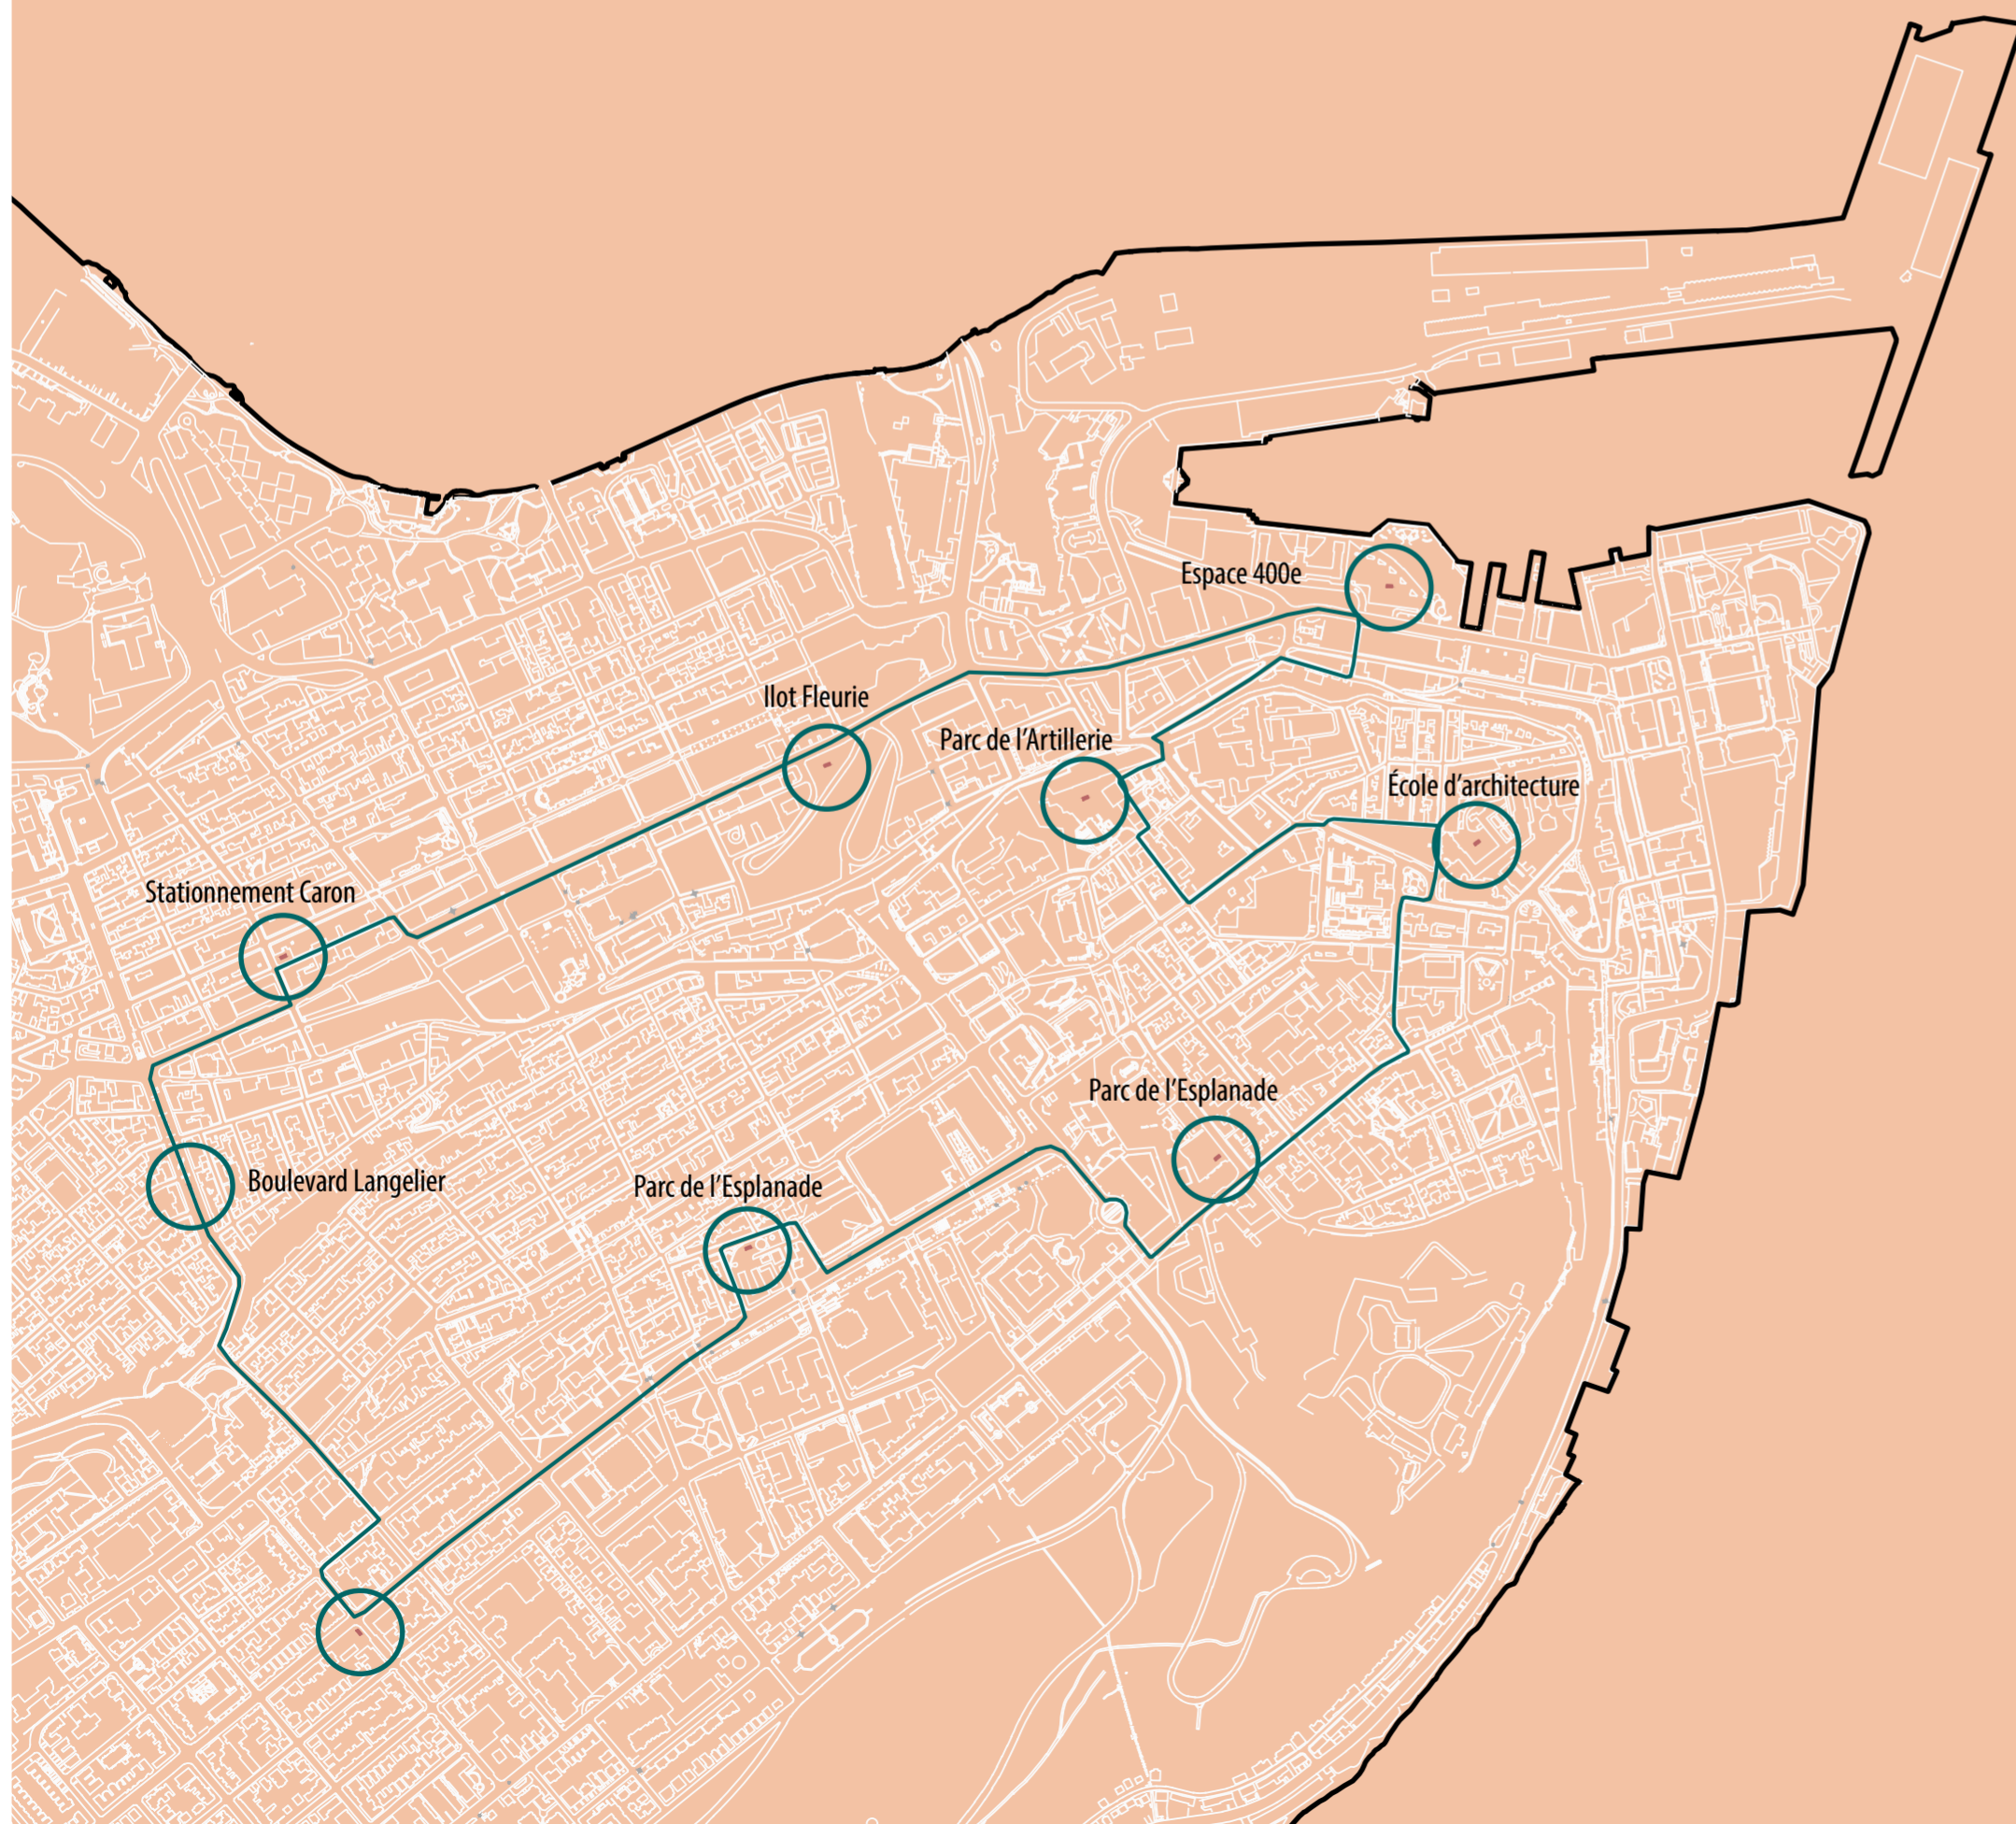 Espace 400e
Ilot Fleurie
Parc de l'Artillerie
École d'architecture
Stationnement Caron
Parc de l'Esplanade
Boulevard Langelier
Parc de l'Esplanade